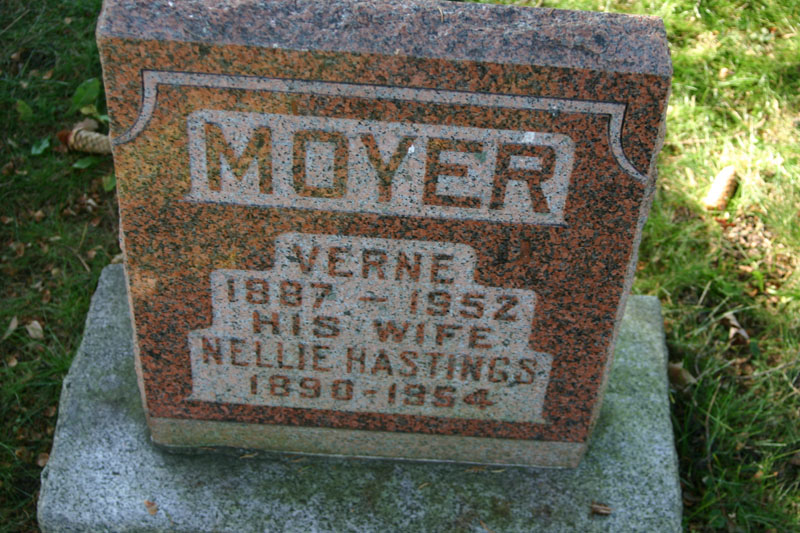 MOYER
VERNE
1887 - 1952
HIS WIFE
NELLIE HASTINGS
1890 - 1954